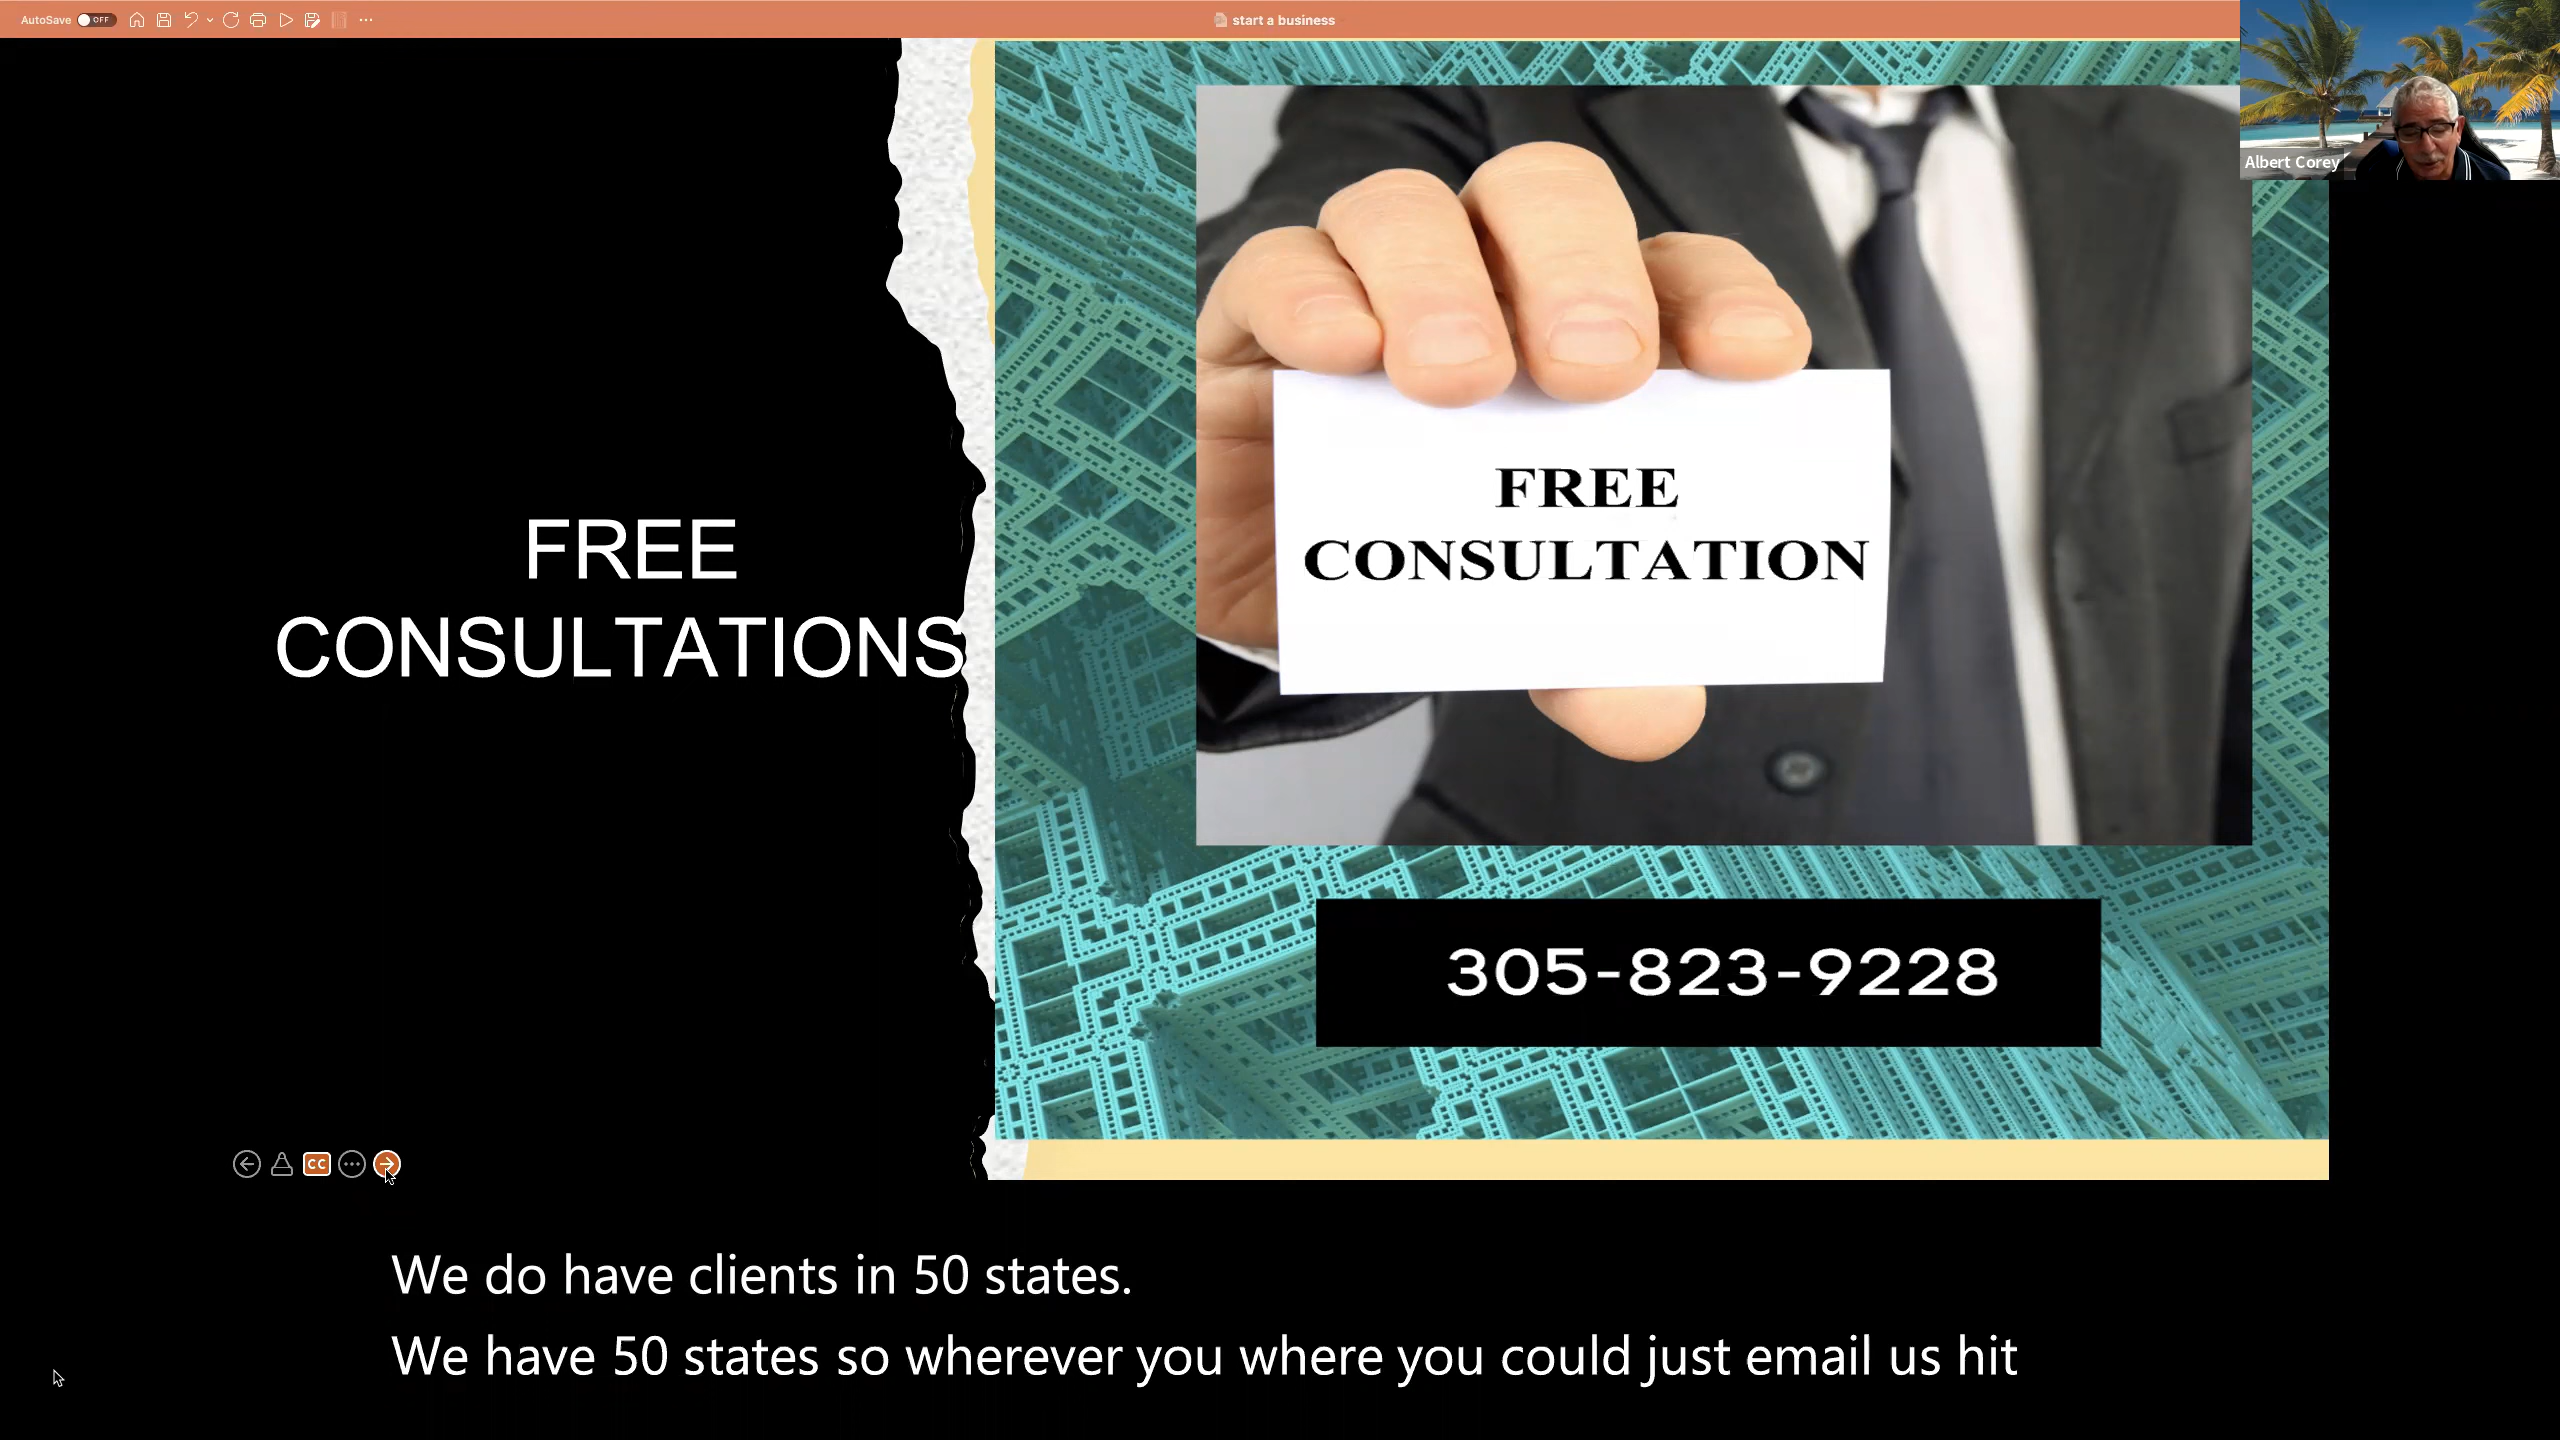 AutoSave OFF
start a business
Albert Corey
FREE
CONSULTATIONS
FREE
CONSULTATION
305-823-9228
CC
We do have clients in 50 states.
We have 50 states so wherever you where you could just email us hit